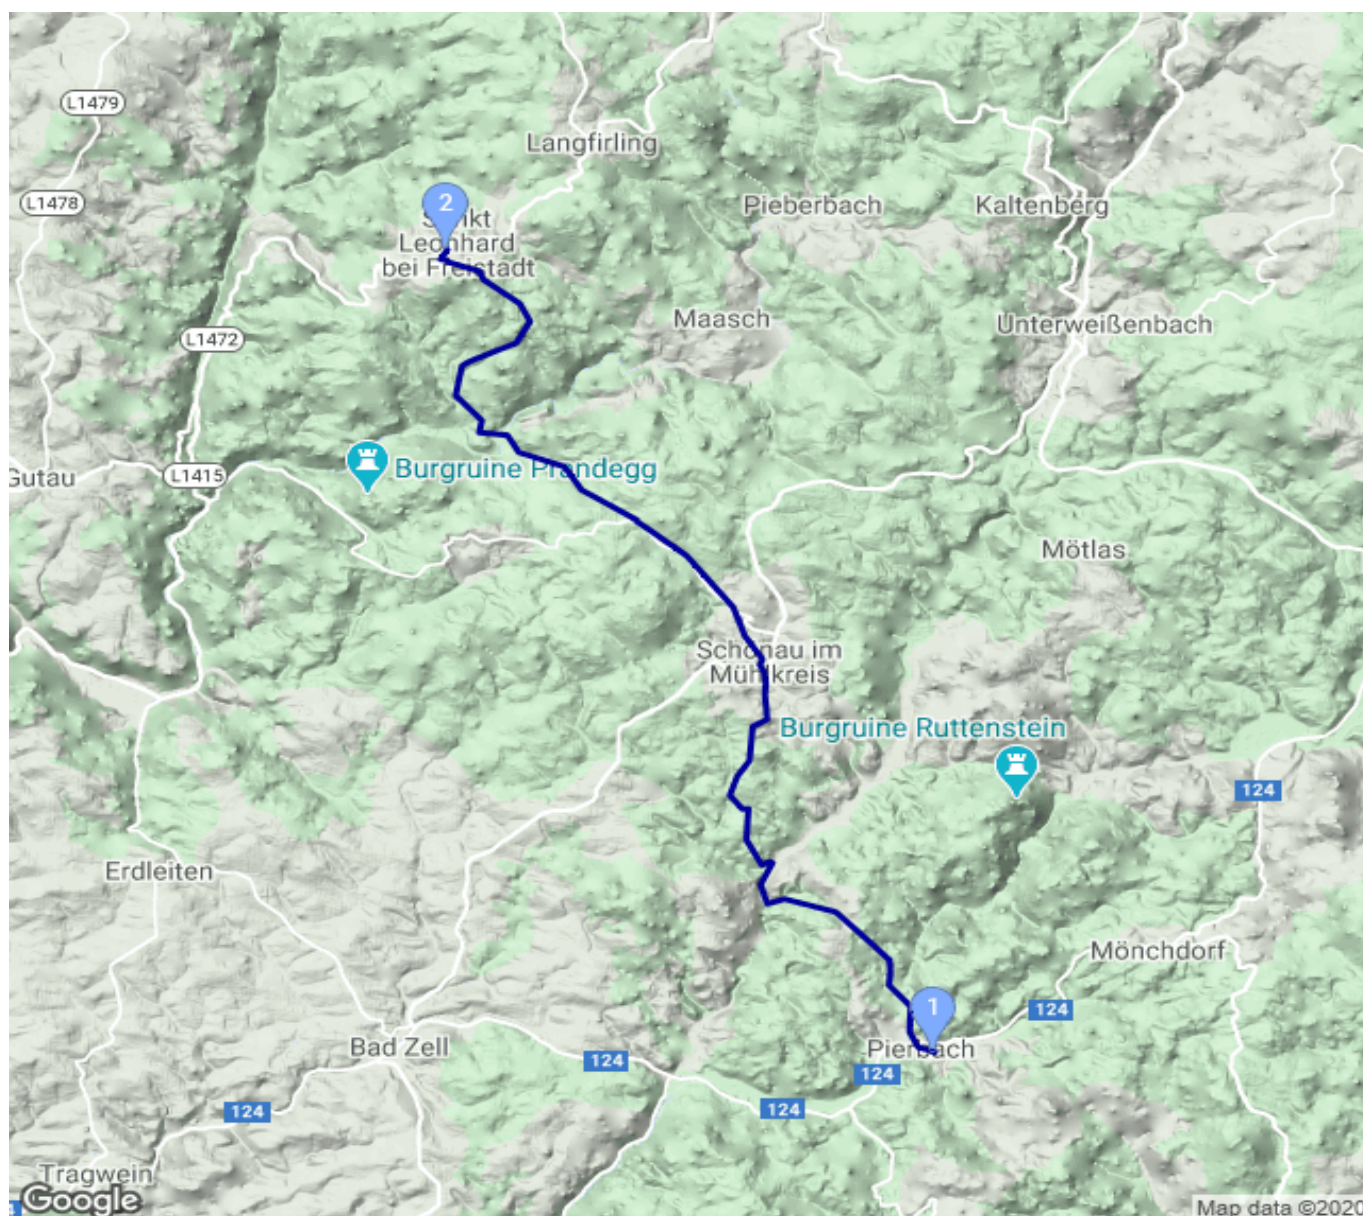 L1479
Langfirling
L1478
2
Pieberbach
Kaltenberg
Sankt
Leonhard
bei Freistadt
Maasch
Unterweißenbach
L1472
Gutau
L1415
Burgruine Prandegg
Mötlas
Schönau im
Mühlkreis
Burgruine Ruttenstein
124
Erdleiten
Mönchdorf
1
124
Bad Zell
Pierbach
124
124
124
124
Tragwein
Google
Map data ©2020